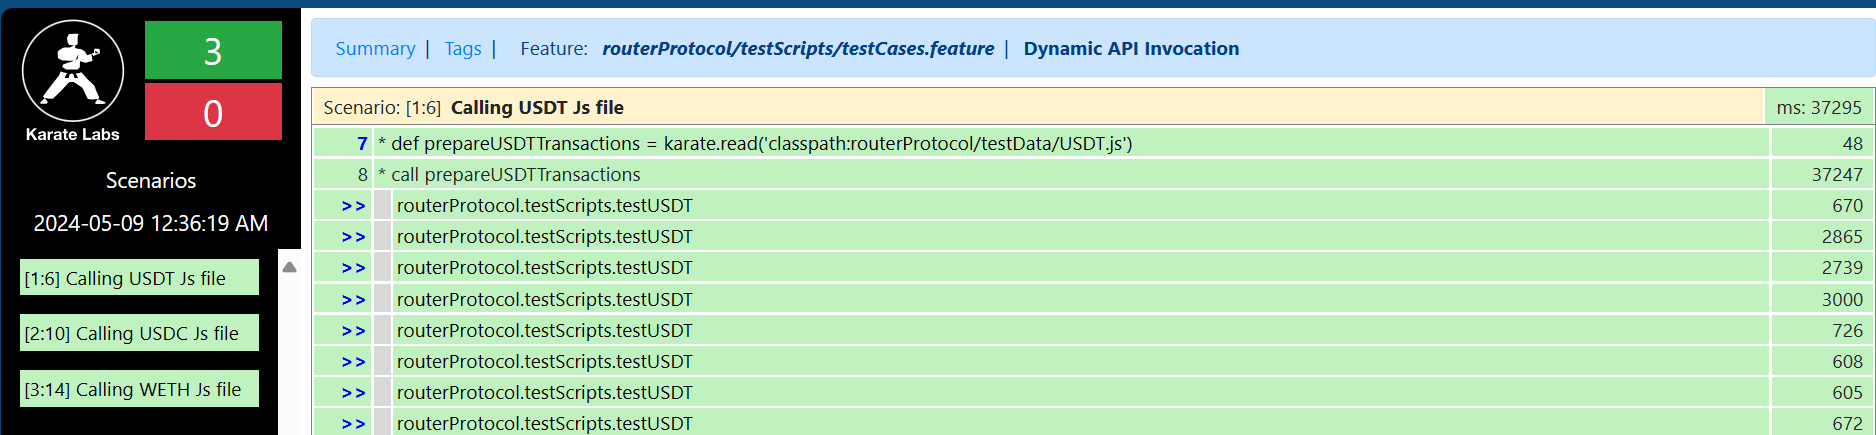 Karate Labs
3
0
Scenarios
2024-05-09 12:36:19 AM
[1:6] Calling USDT Js file
[2:10] Calling USDC Js file
[3:14] Calling WETH Js file
Summary | Tags | Feature: routerProtocol/testScripts/testCases.feature | Dynamic API Invocation
Scenario: [1:6] Calling USDT Js file ms: 37295
7 * def prepareUSDTTransactions = karate.read('classpath:routerProtocol/testData/USDT.js') 48
8 * call prepareUSDTTransactions 37247
>> routerProtocol.testScripts.testUSDT 670
>> routerProtocol.testScripts.testUSDT 2865
>> routerProtocol.testScripts.testUSDT 2739
>> routerProtocol.testScripts.testUSDT 3000
>> routerProtocol.testScripts.testUSDT 726
>> routerProtocol.testScripts.testUSDT 608
>> routerProtocol.testScripts.testUSDT 605
>> routerProtocol.testScripts.testUSDT 672